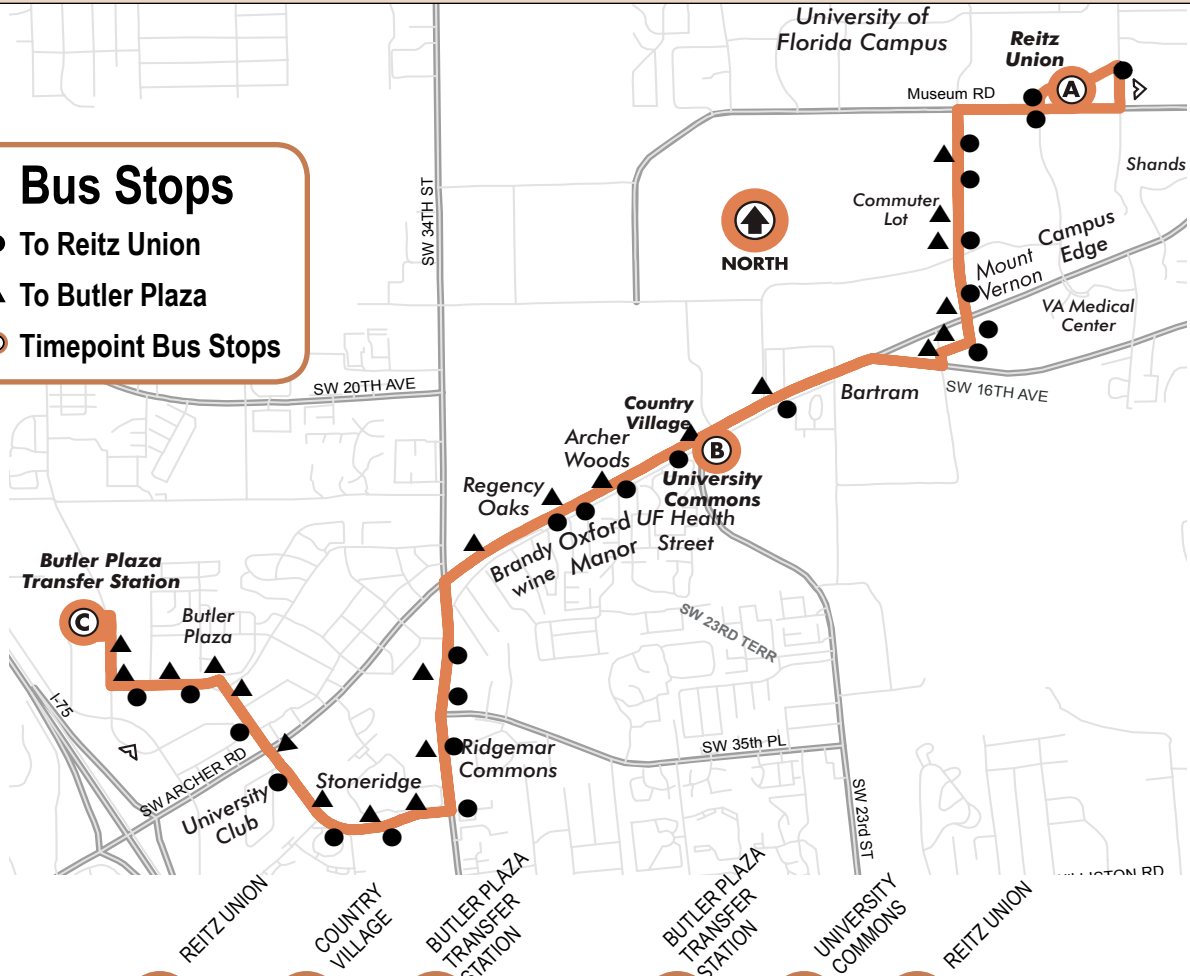 University of
Florida Campus
Reitz
Union
A
Museum RD
Bus Stops
To Reitz Union
To Butler Plaza
Timepoint Bus Stops
SW 34TH ST
Shands
Commuter
Lot
NORTH
Campus
Edge
Mount
Vernon
VA Medical
Center
SW 20TH AVE
Bartram
SW 16TH AVE
Country
Village
B
University
Commons
Archer
Woods
Regency
Oaks
UF Health
Street
Oxford
Manor
Brandy
wine
Butler Plaza
Transfer Station
C
Butler
Plaza
SW 23RD TERR
I-75
SW ARCHER RD
Ridgemar
Commons
SW 35th PL
Stoneridge
University
Club
SW 23rd ST
REITZ UNION
COUNTRY
VILLAGE
BUTLER PLAZA
TRANSFER
STATION
BUTLER PLAZA
TRANSFER
STATION
UNIVERSITY
COMMONS
REITZ UNION